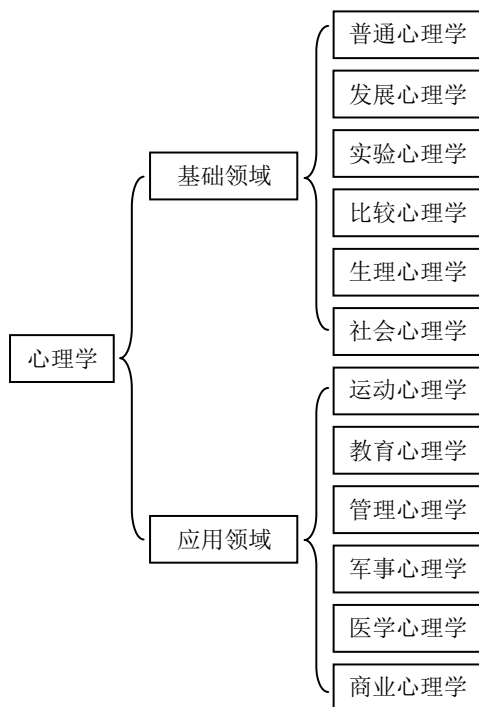 心理学
基础领域
普通心理学
发展心理学
实验心理学
比较心理学
生理心理学
社会心理学
应用领域
运动心理学
教育心理学
管理心理学
军事心理学
医学心理学
商业心理学